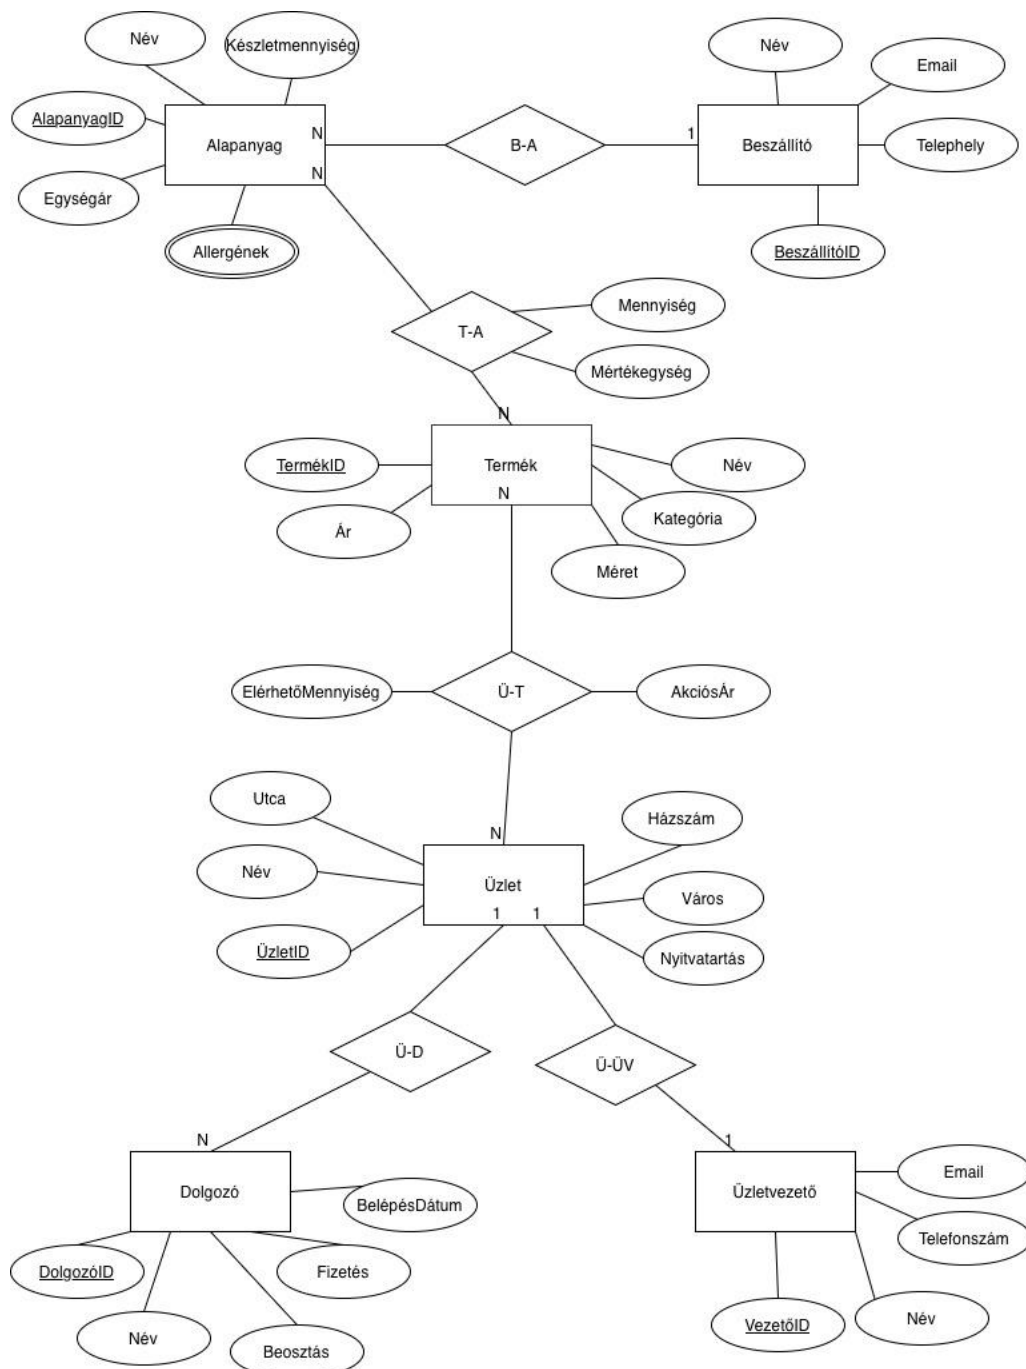 Név
Készletmennyiség
Név
Email
AlapanyagID
Alapanyag
N
B-A
1
Beszállító
Telephely
N
Egységár
Allergének
BeszállítóID
Mennyiség
T-A
Mértékegység
N
TermékID
Termék
Név
N
Kategória
Ár
Méret
ElérhetőMennyiség
Ü-T
AkciósÁr
Utca
Házszám
N
Név
Üzlet
Város
1
1
ÜzletID
Nyitvatartás
Ü-D
Ü-ÜV
N
1
Dolgozó
BelépésDátum
Üzletvezető
Email
Telefonszám
DolgozóID
Fizetés
VezetőID
Név
Név
Beosztás